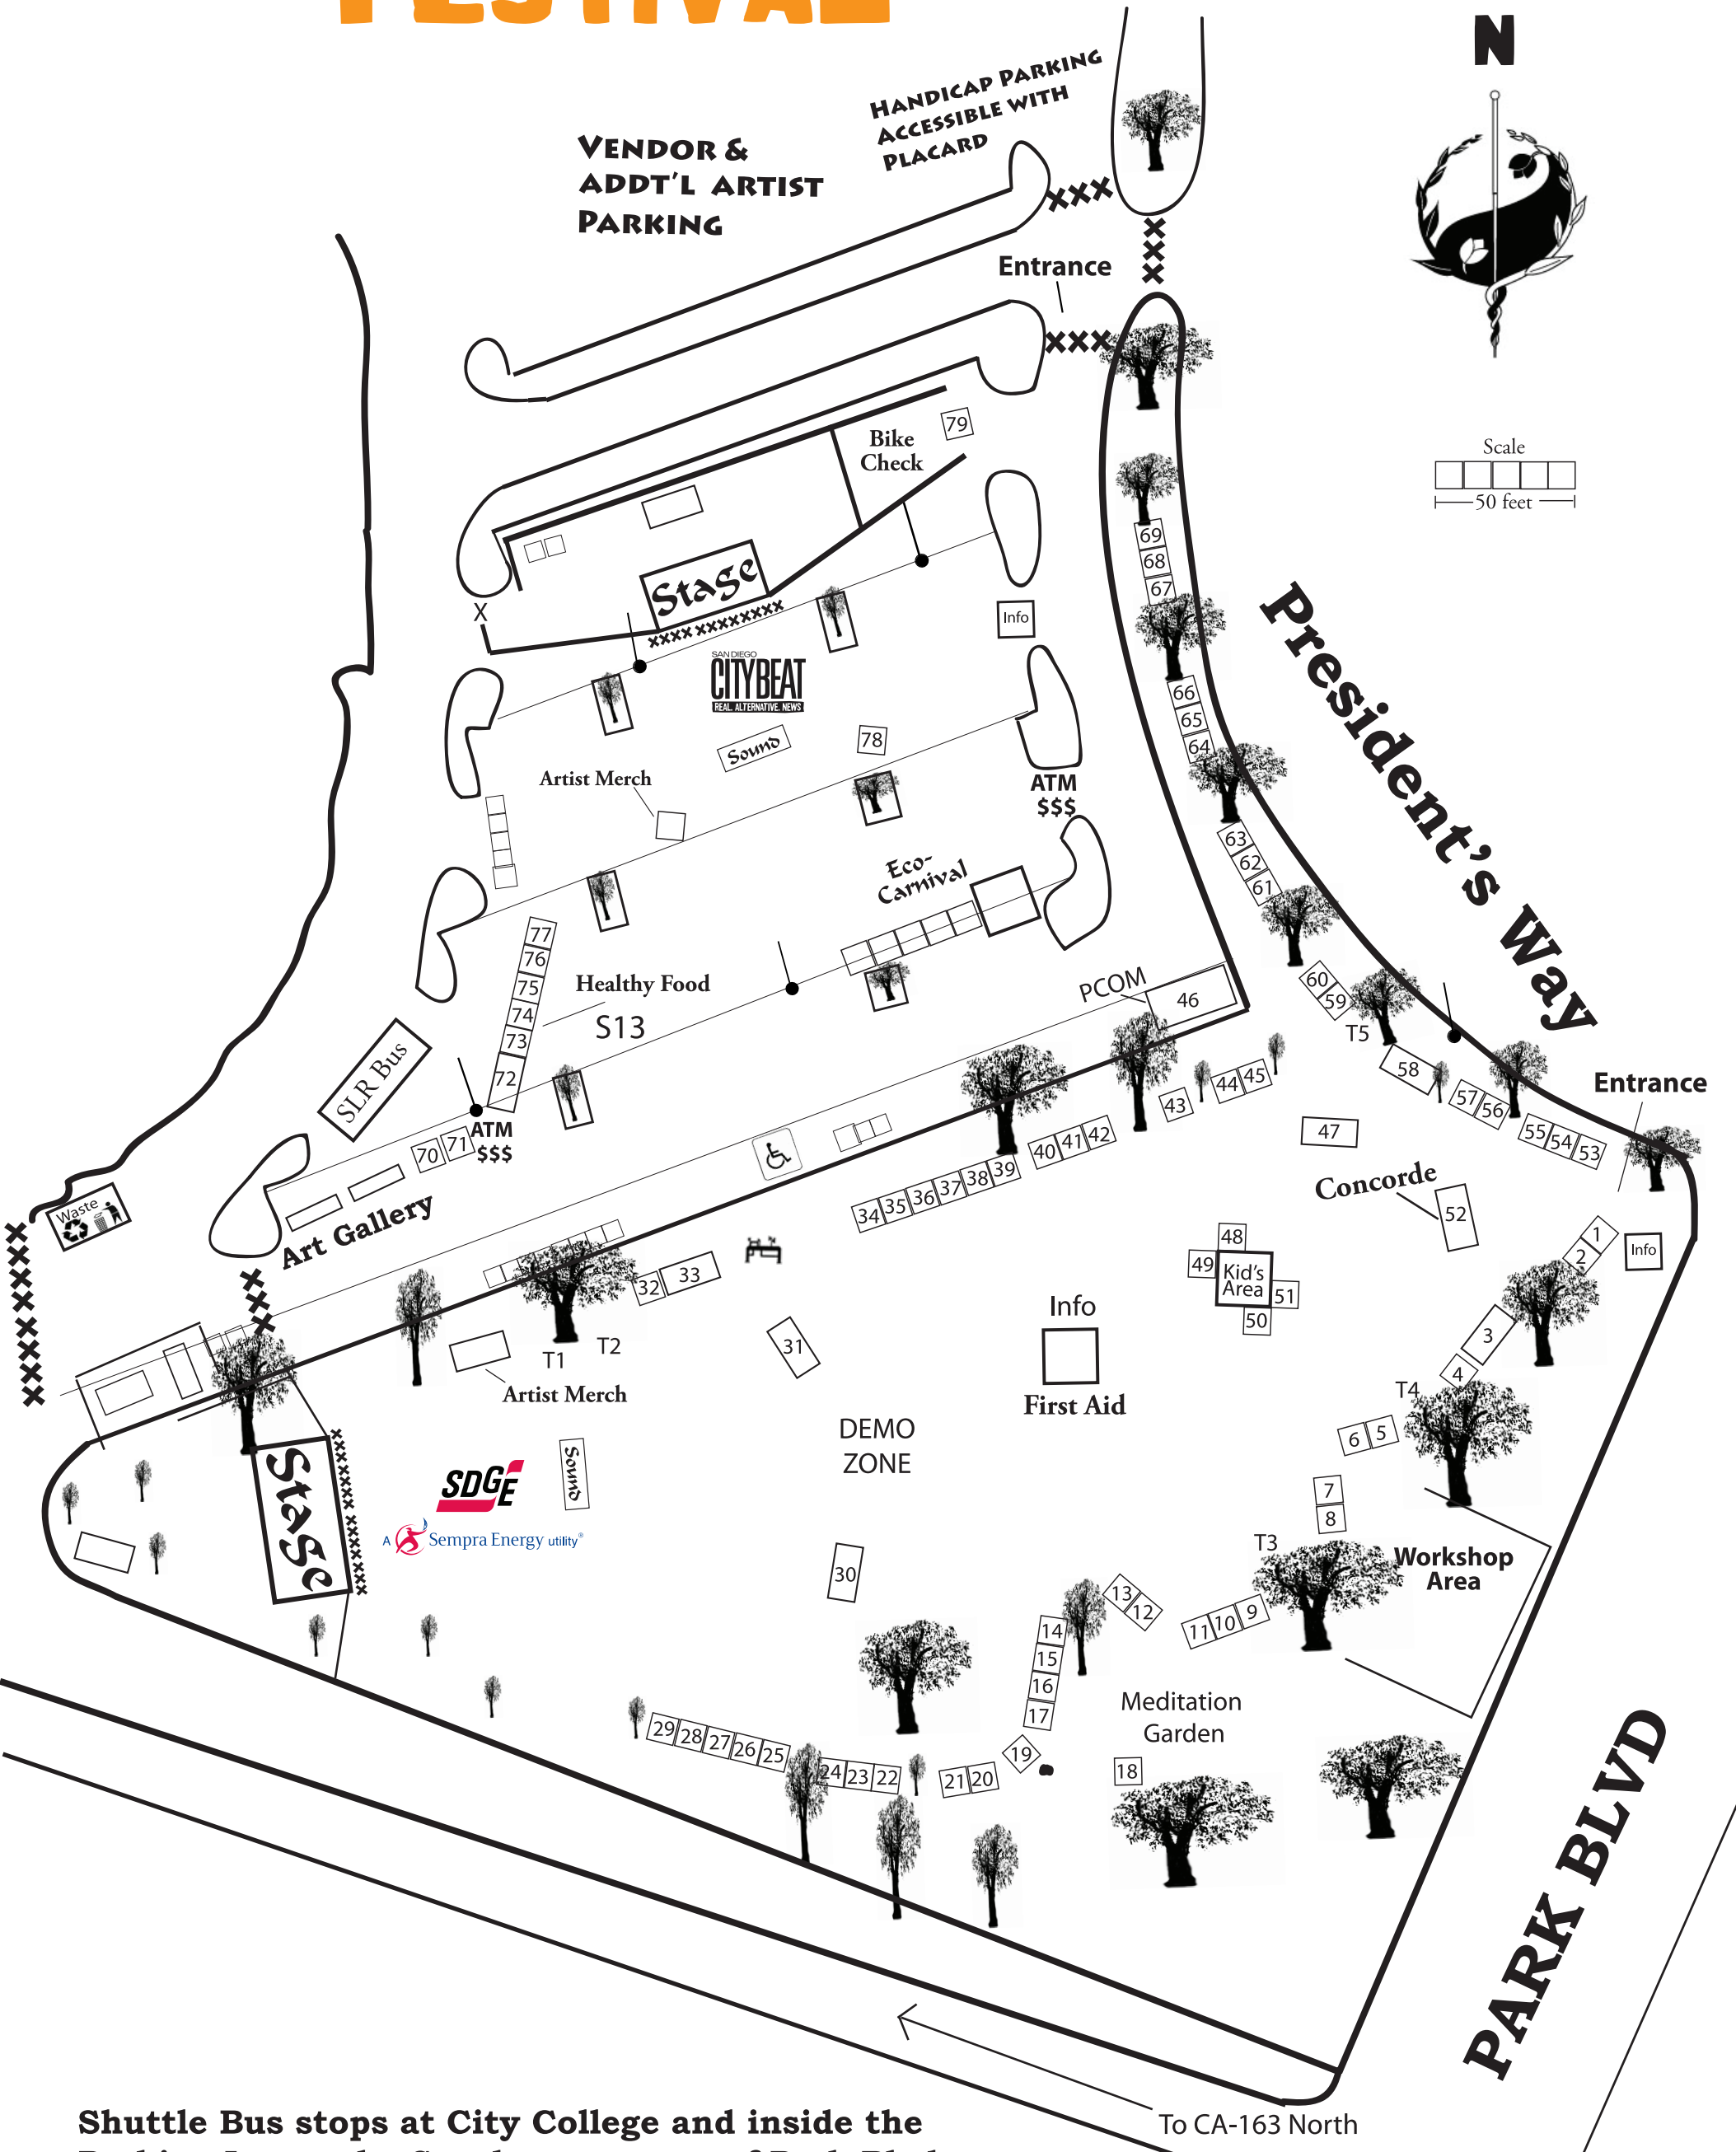 FESTIVAL
N
HANDICAP PARKING
ACCESSIBLE WITH
PLACARD
VENDOR &
ADDT'L ARTIST
PARKING
Entrance
Bike
Check
79
Scale
50 feet
Stage
X
Info
69
68
67
President's Way
SAN DIEGO
CITYBEAT
REAL. ALTERNATIVE. NEWS
66
65
64
Sound
78
Artist Merch
ATM
$$$
Eco-
Carnival
63
62
61
77
76
75
74
73
72
Healthy Food
S13
PCOM
46
60
59
T5
58
57
56
55
54
53
Entrance
SLR Bus
ATM
$$$
70
71
43
44
45
47
40
41
42
34
35
36
37
38
39
Concorde
52
Waste
Art Gallery
1
2
Info
48
49
Kid's
Area
51
50
32
33
31
Info
First Aid
3
4
T1
T2
Artist Merch
T4
6
5
DEMO
ZONE
Stage
SDGE
A Sempra Energy utility®
Sound
7
8
T3
Workshop
Area
30
13
12
11
10
9
14
15
16
17
Meditation
Garden
29
28
27
26
25
24
23
22
21
20
19
18
PARK BLVD
To CA-163 North
Shuttle Bus stops at City College and inside the